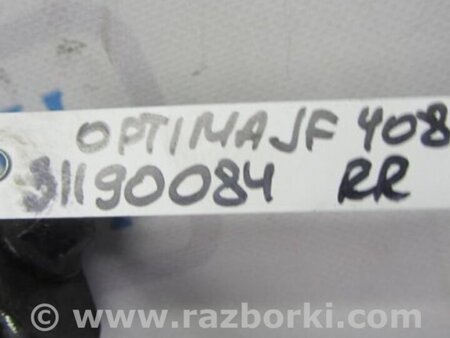 OPTIMA JF 408
31190084 RR
© www.razborki.com